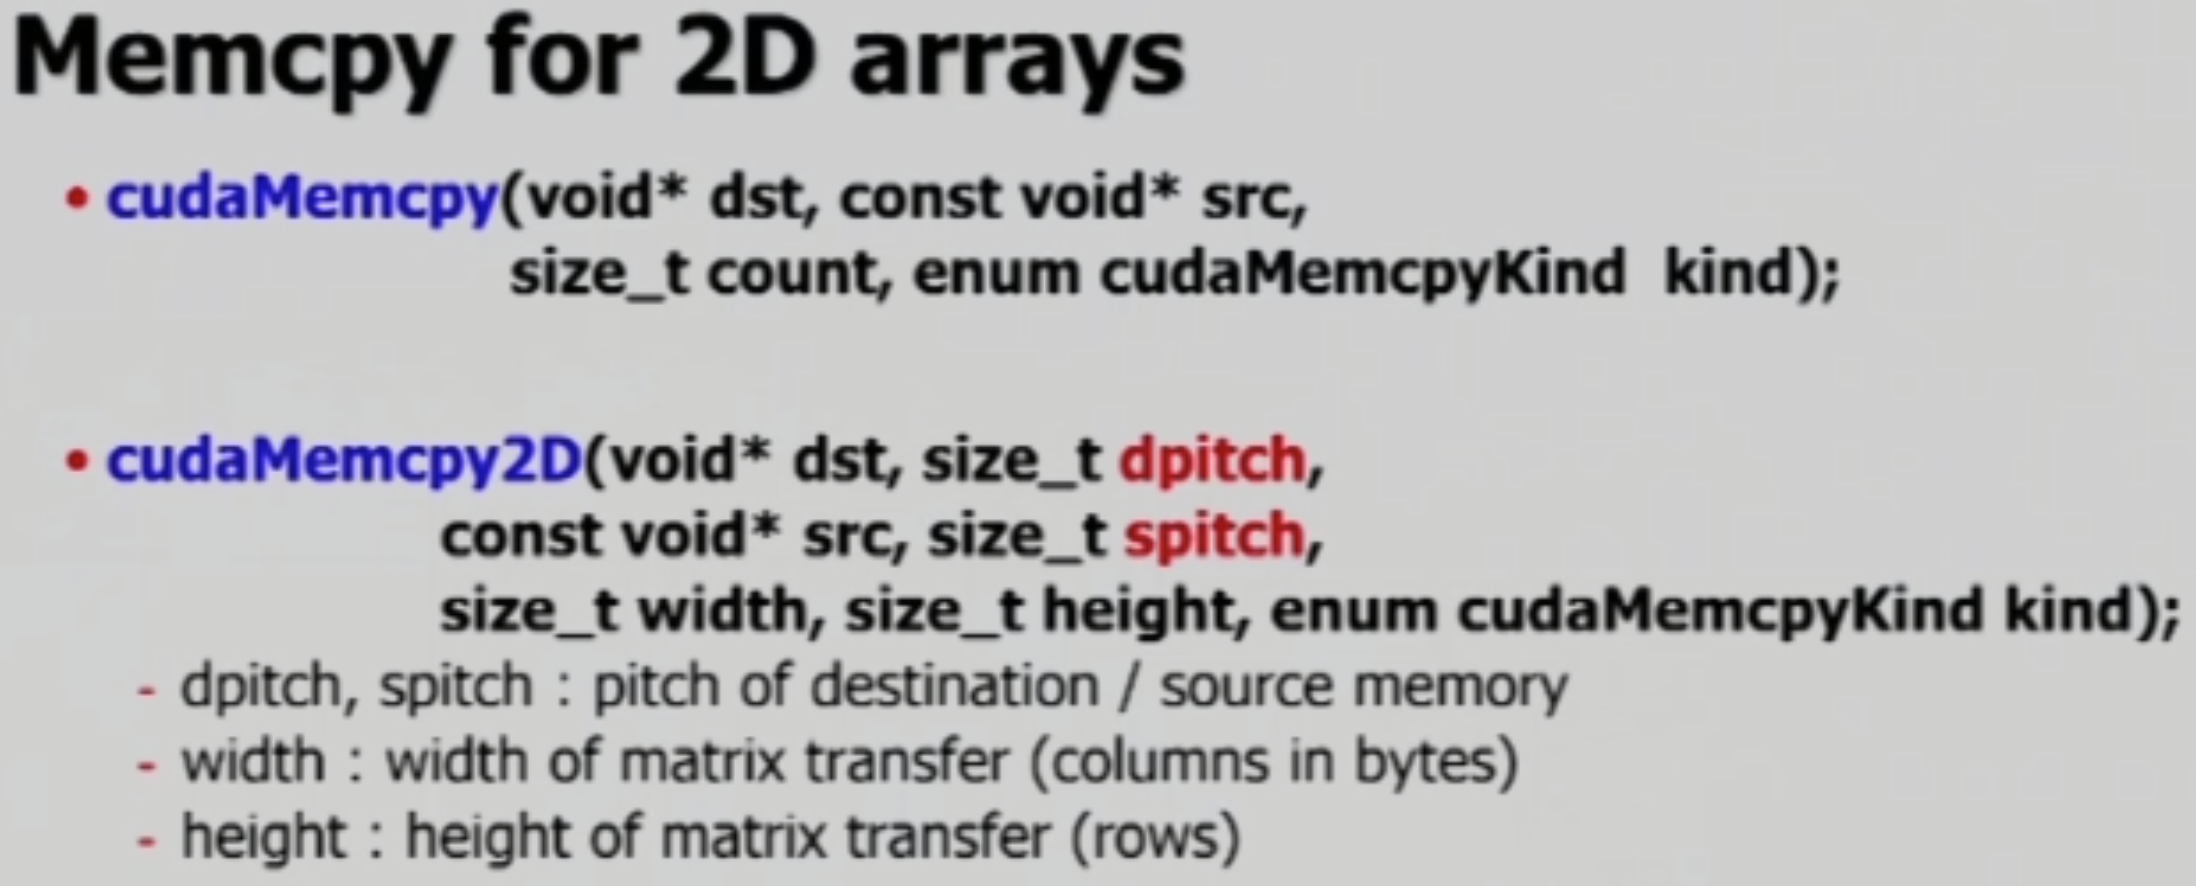 Memcpy for 2D arrays
• cudaMemcpy(void* dst, const void* src,
size_t count, enum cudaMemcpyKind kind);
• cudaMemcpy2D(void* dst, size_t dpitch,
const void* src, size_t spitch,
size_t width, size_t height, enum cudaMemcpyKind kind);
- dpitch, spitch : pitch of destination / source memory
- width : width of matrix transfer (columns in bytes)
- height : height of matrix transfer (rows)